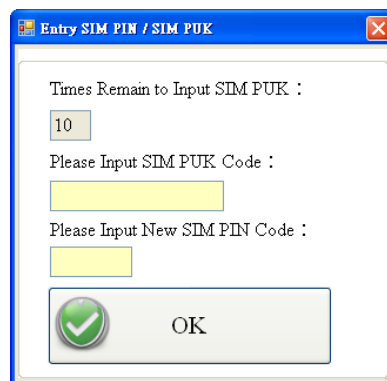 Entry SIM PIN / SIM PUK
Times Remain to Input SIM PUK：
10
Please Input SIM PUK Code：
Please Input New SIM PIN Code：
OK